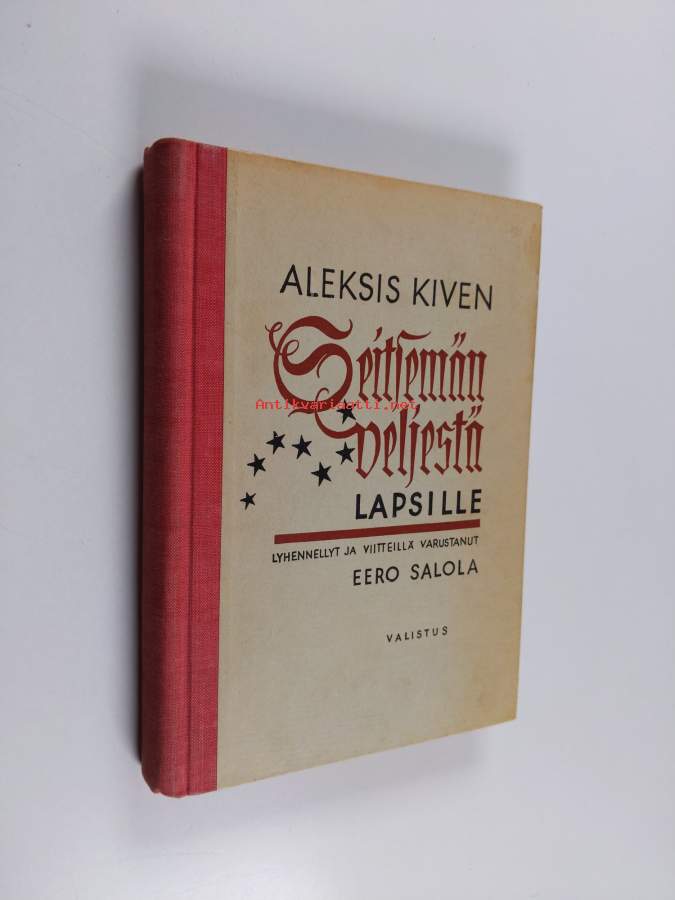 ALEKSIS KIVEN
Seitsemän
Antikvariaatti.net
veljestä
LAPSILLE
LYHENNELLYT JA VIITTEILLÄ VARUSTANUT
EERO SALOLA
VALISTUS